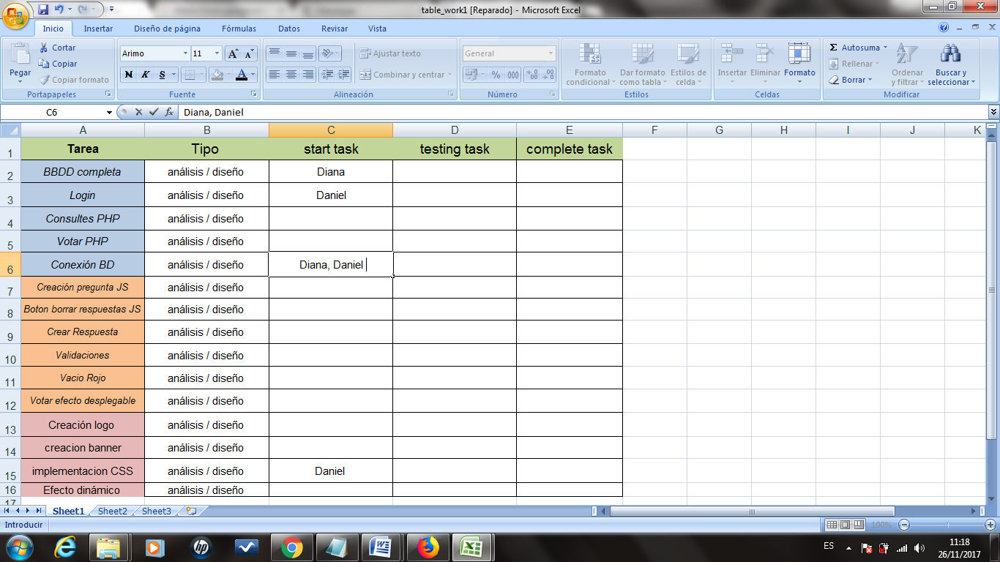 table_work1 [Reparado] - Microsoft Excel
Inicio Insertar Diseño de página Fórmulas Datos Revisar Vista
Pegar Cortar Copiar Copiar formato
Portapapeles
Arimo 11
N K S
Fuente
Ajustar texto
Combinar y centrar
Alineación
General
% 000
Número
Formato condicional Dar formato como tabla Estilos de celda
Estilos
Insertar Eliminar Formato
Celdas
Autosuma
Rellenar
Borrar
Ordenar y filtrar Buscar y seleccionar
Modificar
C6 fx Diana, Daniel
A B C D E F G H I J K
1 Tarea Tipo start task testing task complete task
2 BBDD completa análisis / diseño Diana
3 Login análisis / diseño Daniel
4 Consultes PHP análisis / diseño
5 Votar PHP análisis / diseño
6 Conexión BD análisis / diseño Diana, Daniel
7 Creación pregunta JS análisis / diseño
8 Boton borrar respuestas JS análisis / diseño
9 Crear Respuesta análisis / diseño
10 Validaciones análisis / diseño
11 Vacio Rojo análisis / diseño
12 Votar efecto desplegable análisis / diseño
13 Creación logo análisis / diseño
14 creacion banner análisis / diseño
15 implementacion CSS análisis / diseño Daniel
16 Efecto dinámico análisis / diseño
17
Sheet1 Sheet2 Sheet3
Introducir 100%
ES 11:18
26/11/2017